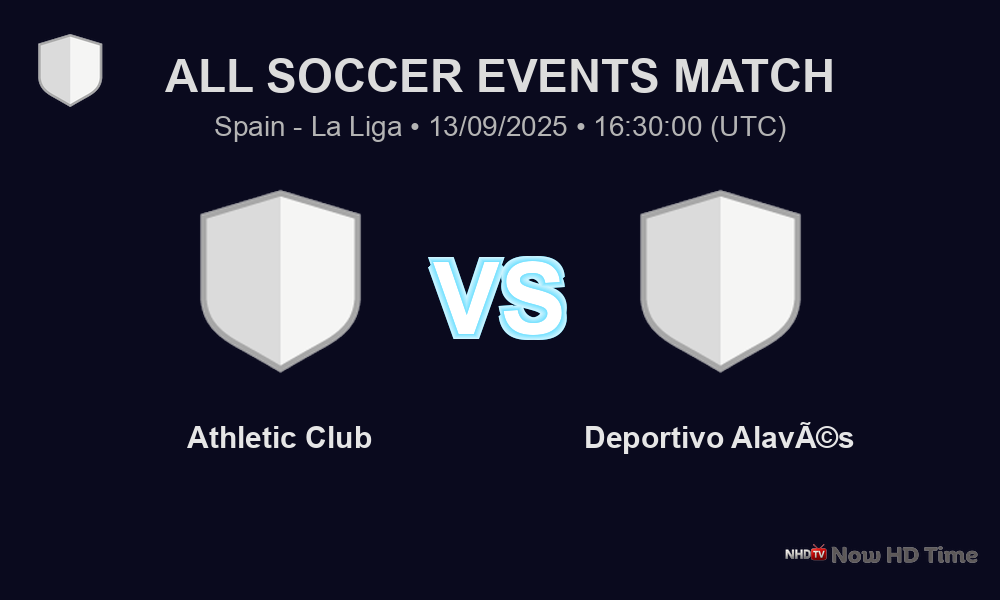 ALL SOCCER EVENTS MATCH
Spain - La Liga • 13/09/2025 • 16:30:00 (UTC)
VS
Athletic Club
Deportivo AlavÃ©s
NHDTV Now HD Time